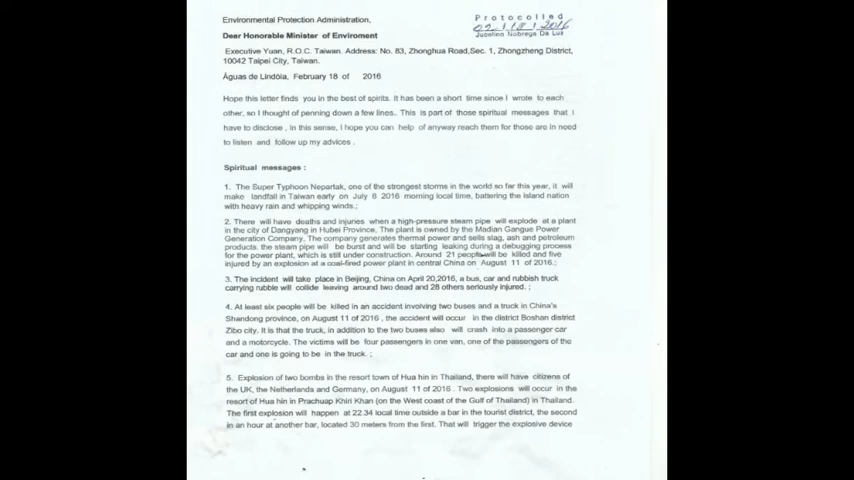 Environmental Protection Administration,
Protocolled
Dear Honorable Minister of Enviroment
Jucelino Nobrega Da Luz
Executive Yuan, R.O.C. Taiwan. Address: No. 83, Zhonghua Road,Sec. 1, Zhongzheng District,
10042 Taipei City, Taiwan.
Águas de Lindóia, February 18 of 2016
Hope this letter finds you in the best of spirits. It has been a short time since I wrote to each
other, so I thought of penning down a few lines.. This is part of those spiritual messages that I
have to disclose , in this sense, I hope you can help of anyway reach them for those are in need
to listen and follow up my advices .
Spiritual messages :
1. The Super Typhoon Nepartak, one of the strongest storms in the world so far this year, it will
make landfall in Taiwan early on July 8 2016 morning local time, battering the island nation
with heavy rain and whipping winds.;
2. There will have deaths and injuries when a high-pressure steam pipe will explode at a plant
in the city of Dangyang in Hubei Province. The plant is owned by the Madian Gangue Power
Generation Company. The company generates thermal power and sells slag, ash and petroleum
products. the steam pipe will be burst and will be starting leaking during a debugging process
for the power plant, which is still under construction. Around 21 people will be killed and five
injured by an explosion at a coal-fired power plant in central China on August 11 of 2016.;
3. The incident will take place in Beijing, China on April 20,2016, a bus, car and rubbish truck
carrying rubble will collide leaving around two dead and 28 others seriously injured. ;
4. At least six people will be killed in an accident involving two buses and a truck in China's
Shandong province, on August 11 of 2016 , the accident will occur in the district Boshan district
Zibo city. It is that the truck, in addition to the two buses also will crash into a passenger car
and a motorcycle. The victims will be four passengers in one van, one of the passengers of the
car and one is going to be in the truck. ;
5. Explosion of two bombs in the resort town of Hua hin in Thailand, there will have citizens of
the UK, the Netherlands and Germany, on August 11 of 2016 . Two explosions will occur in the
resort of Hua hin in Prachuap Khiri Khan (on the West coast of the Gulf of Thailand) in Thailand.
The first explosion will happen at 22.34 local time outside a bar in the tourist district, the second
in an hour at another bar, located 30 meters from the first. That will trigger the explosive device